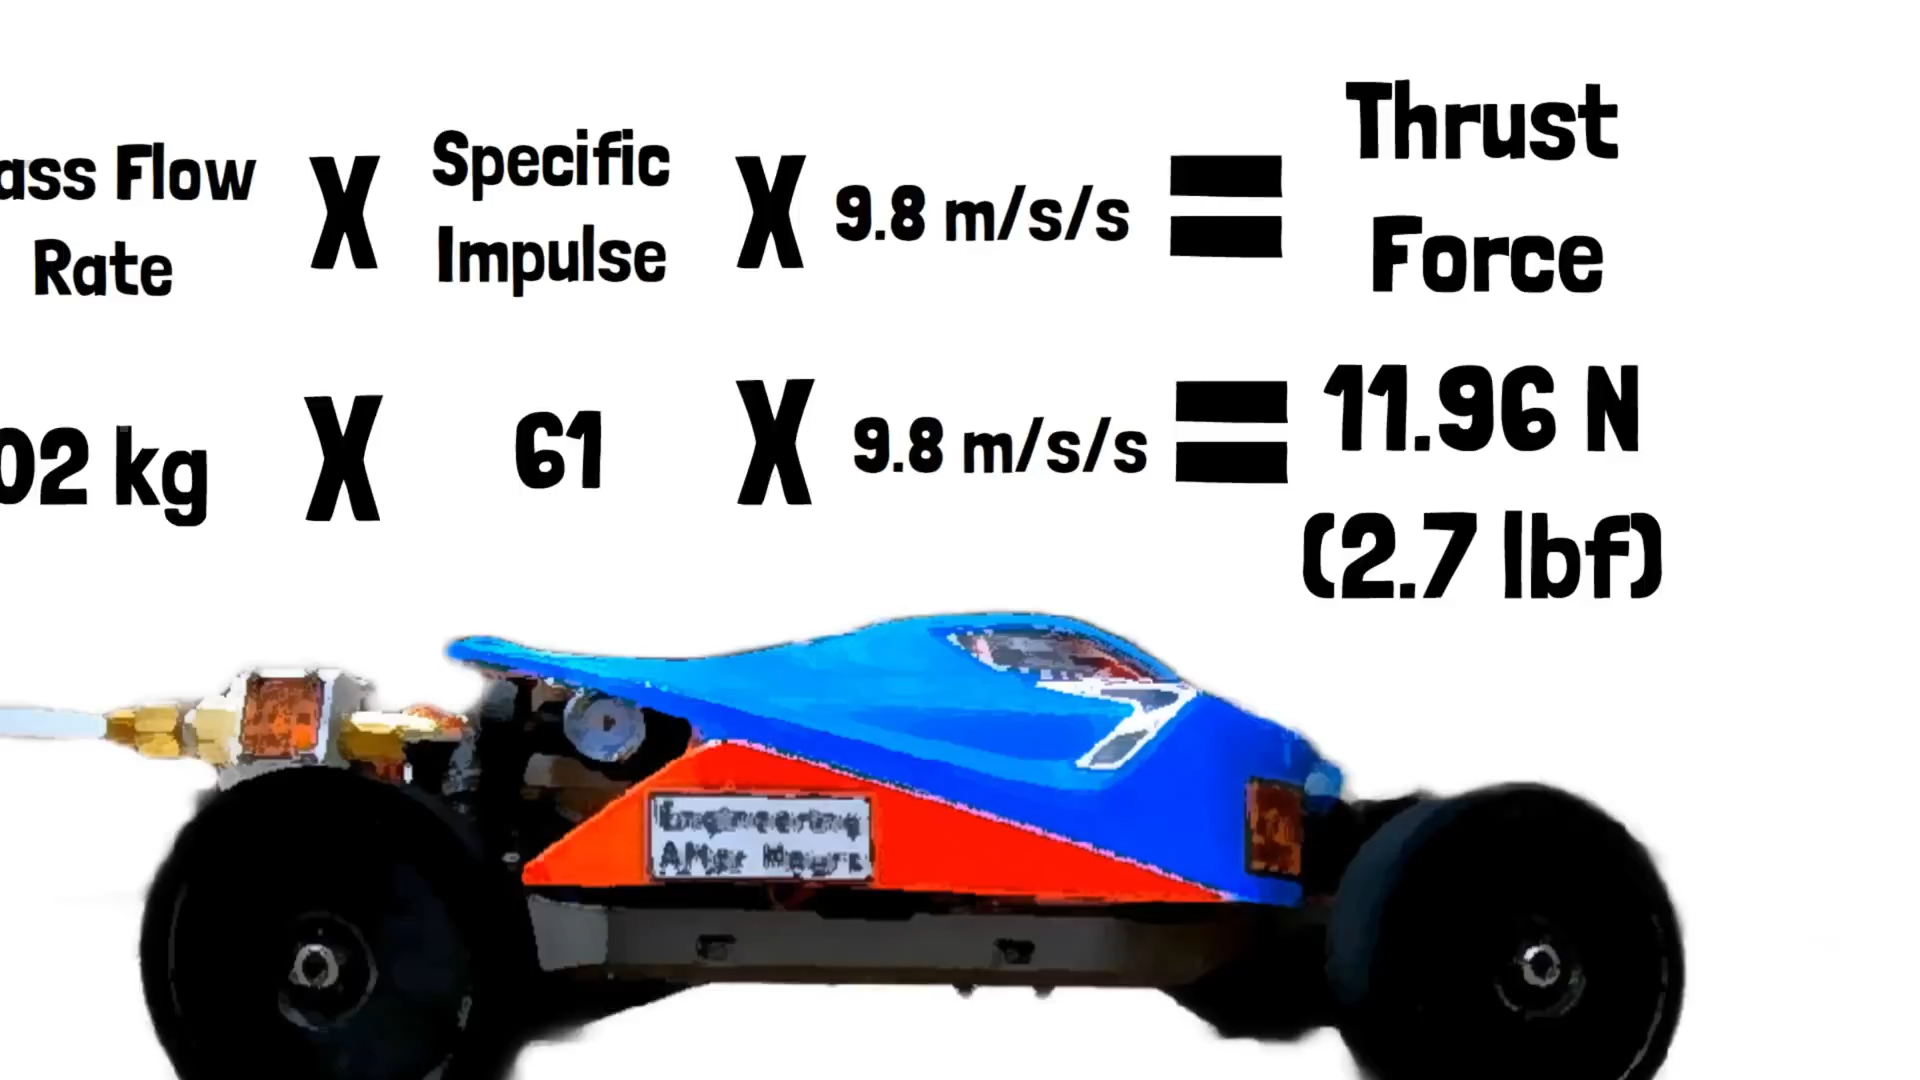 ass Flow
Rate
X
Specific
Impulse
X
9.8 m/s/s
=
Thrust
Force
02 kg
X
61
X
9.8 m/s/s
=
11.96 N
(2.7 lbf)
Engineering